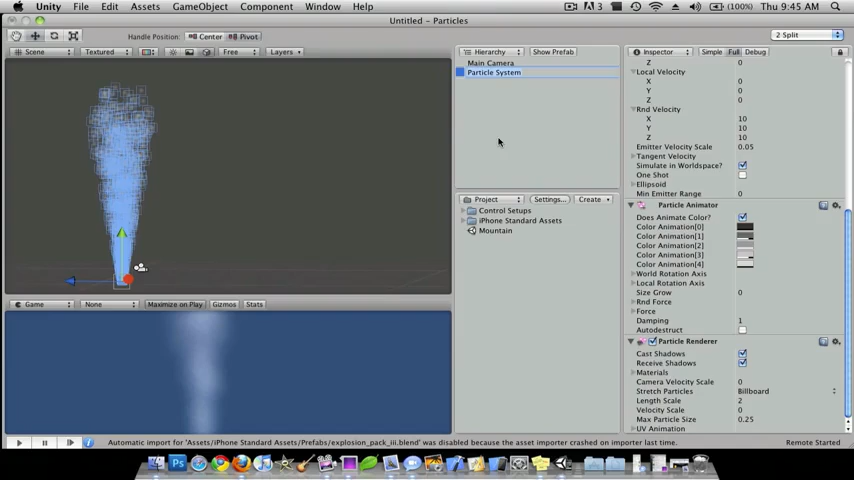 Unity File Edit Assets GameObject Component Window Help 3 (100%) Thu 9:45 AM
Untitled - Particles
Handle Position: Center Pivot 2 Split
Scene Textured Free Layers
Hierarchy Show Prefab
Main Camera
Particle System
Project Settings... Create
Control Setups
iPhone Standard Assets
Mountain
Inspector Simple Full Debug
Z 0
Local Velocity
X 0
Y 0
Z 0
Rnd Velocity
X 10
Y 10
Z 10
Emitter Velocity Scale 0.05
Tangent Velocity
Simulate in Worldspace?
One Shot
Ellipsoid
Min Emitter Range 0
Particle Animator
Does Animate Color?
Color Animation[0]
Color Animation[1]
Color Animation[2]
Color Animation[3]
Color Animation[4]
World Rotation Axis
Local Rotation Axis
Size Grow 0
Rnd Force
Force
Damping 1
Autodestruct
Particle Renderer
Cast Shadows
Receive Shadows
Materials
Camera Velocity Scale 0
Stretch Particles Billboard
Length Scale 2
Velocity Scale 0
Max Particle Size 0.25
UV Animation
Game None Maximize on Play Gizmos Stats
Automatic import for 'Assets/iPhone Standard Assets/Prefabs/explosion_pack_iii.blend' was disabled because the asset importer crashed on importer last time. Remote Started